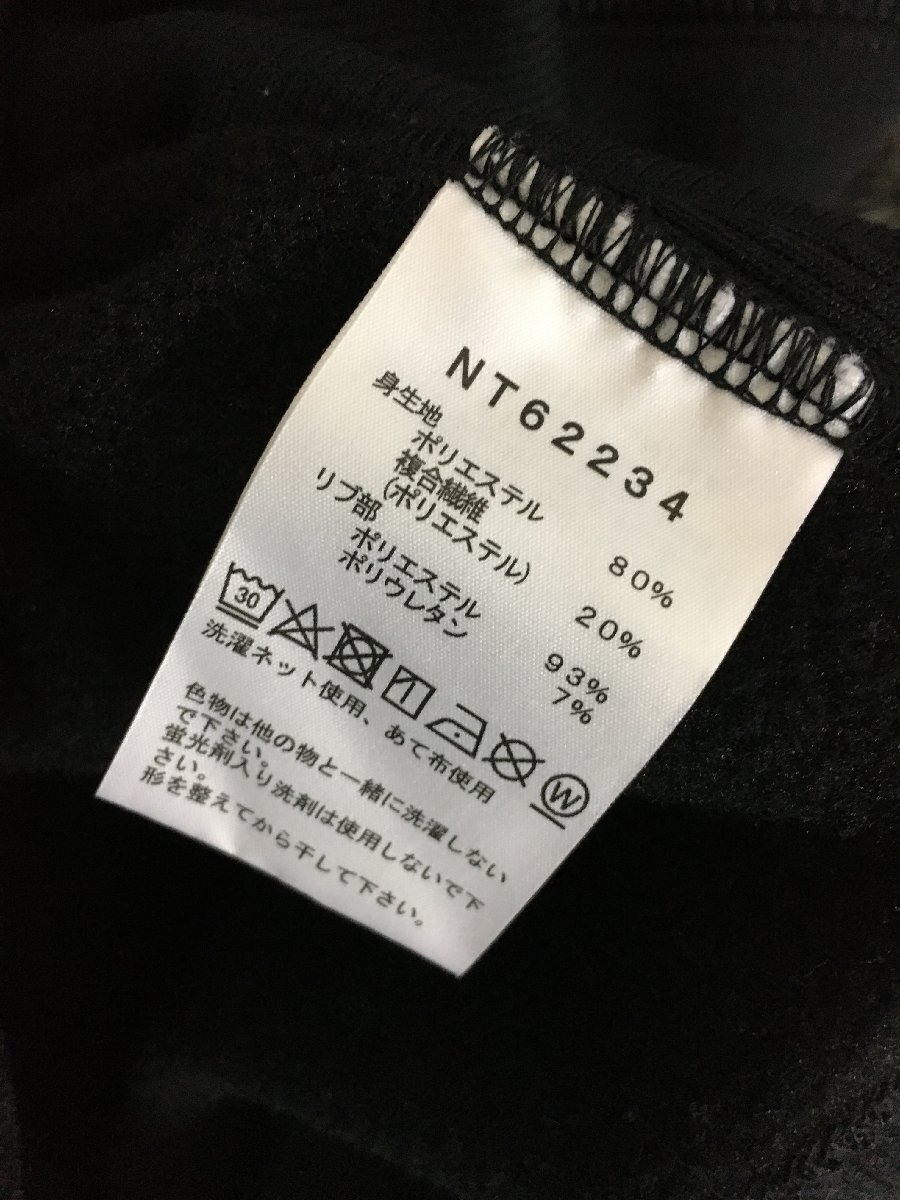 NT62234
身生地
ポリエステル 80%
複合繊維
(ポリエステル) 20%
リブ部
ポリエステル 93%
ポリウレタン 7%
30 W
洗濯ネット使用、あて布使用
色物は他の物と一緒に洗濯しない
で下さい。
蛍光剤入り洗剤は使用しないで下
さい。
形を整えてから干して下さい。